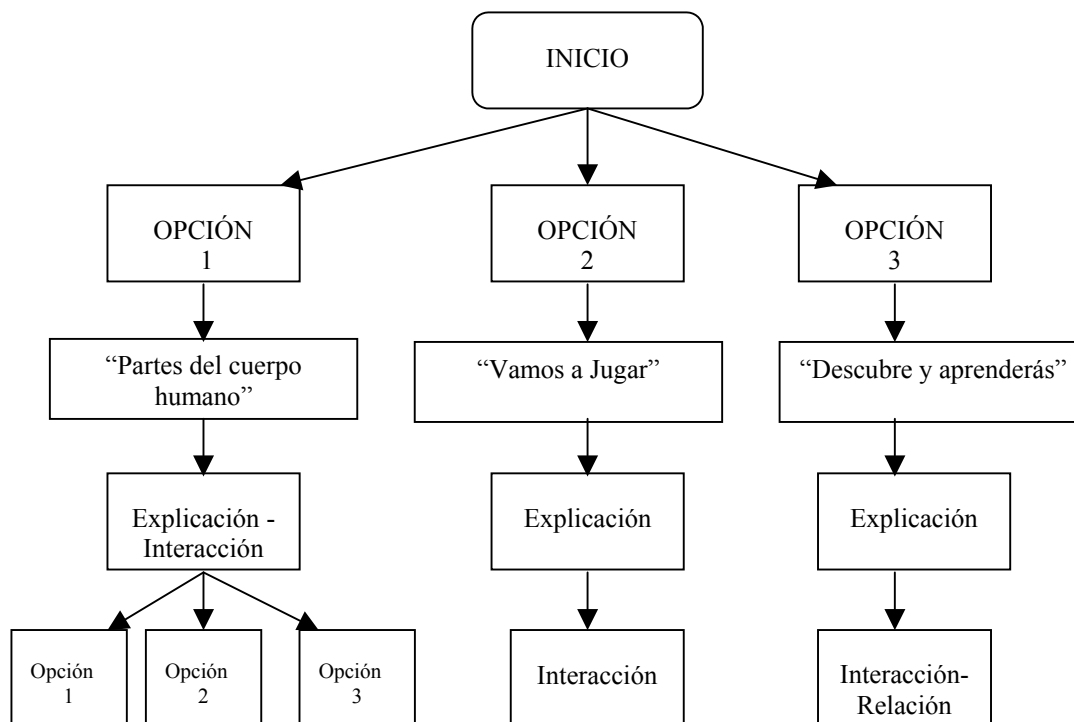 INICIO
OPCIÓN
1
OPCIÓN
2
OPCIÓN
3
“Partes del cuerpo
humano”
“Vamos a Jugar”
“Descubre y aprenderás”
Explicación -
Interacción
Explicación
Explicación
Opción
1
Opción
2
Opción
3
Interacción
Interacción-
Relación